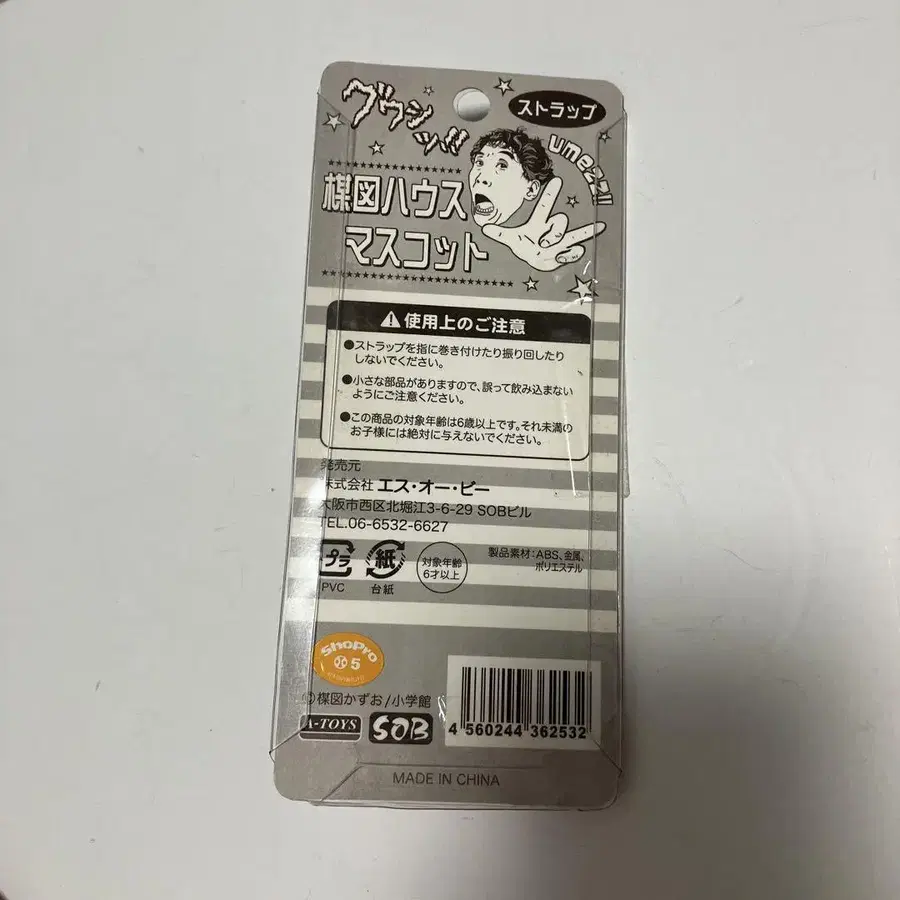 グワシッ!!
ストラップ
umezz!!
楳図ハウス
マスコット
使用上のご注意
●ストラップを指に巻き付けたり振り回したり
しないでください。
●小さな部品がありますので、誤って飲み込まない
ようにご注意ください。
●この商品の対象年齢は6歳以上です。それ未満の
お子様には絶対に与えないでください。
発売元
株式会社 エス・オー・ビー
大阪市西区北堀江3-6-29 SOBビル
TEL.06-6532-6627
プラ
PVC
紙
台紙
対象年齢
6才以上
製品素材:ABS、金属、
ポリエステル
ShoPro
5
©楳図かずお/小学館
A-TOYS
SOB
4 560244 362532
MADE IN CHINA